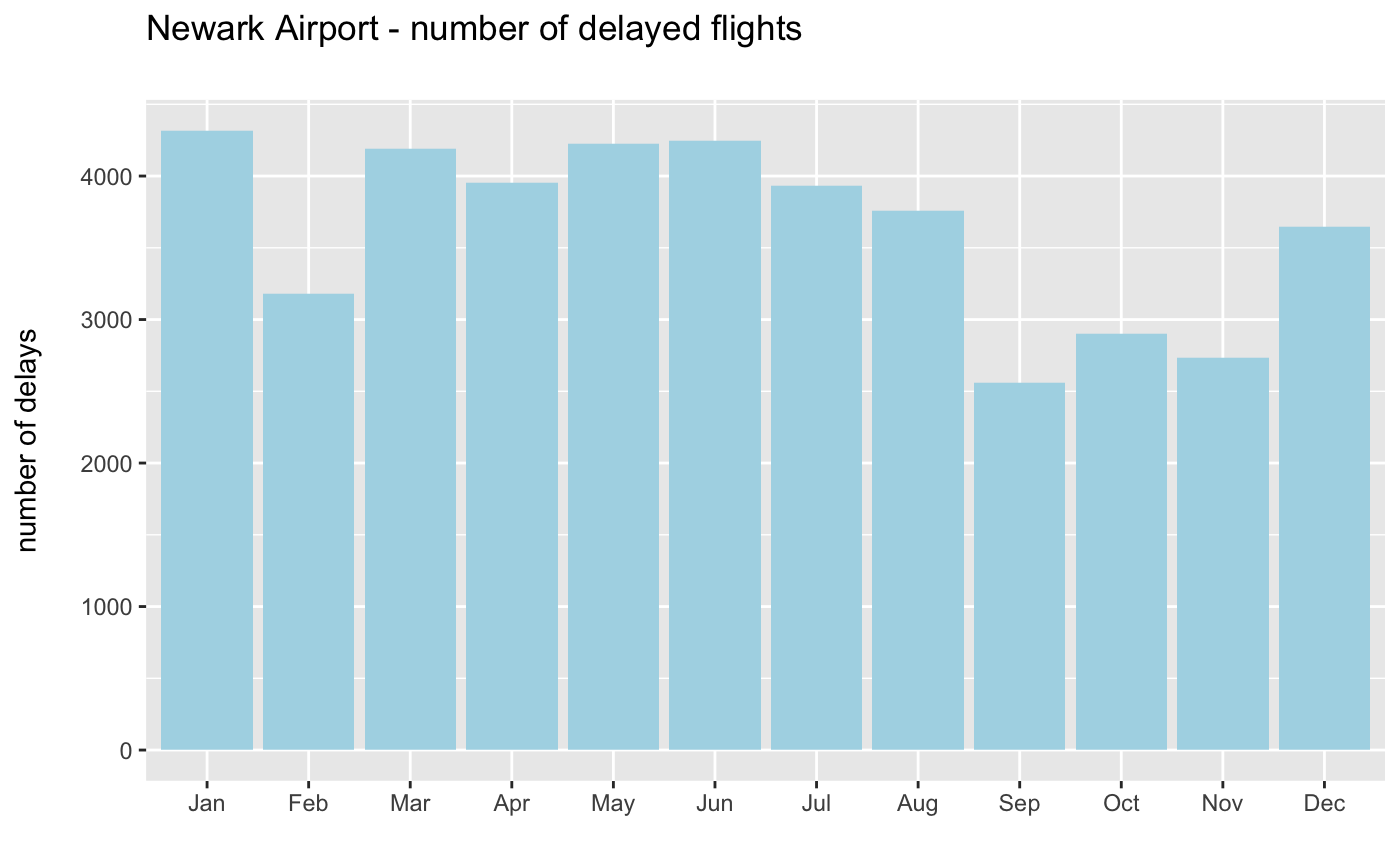 Newark Airport - number of delayed flights
number of delays
4000
3000
2000
1000
0
Jan Feb Mar Apr May Jun Jul Aug Sep Oct Nov Dec